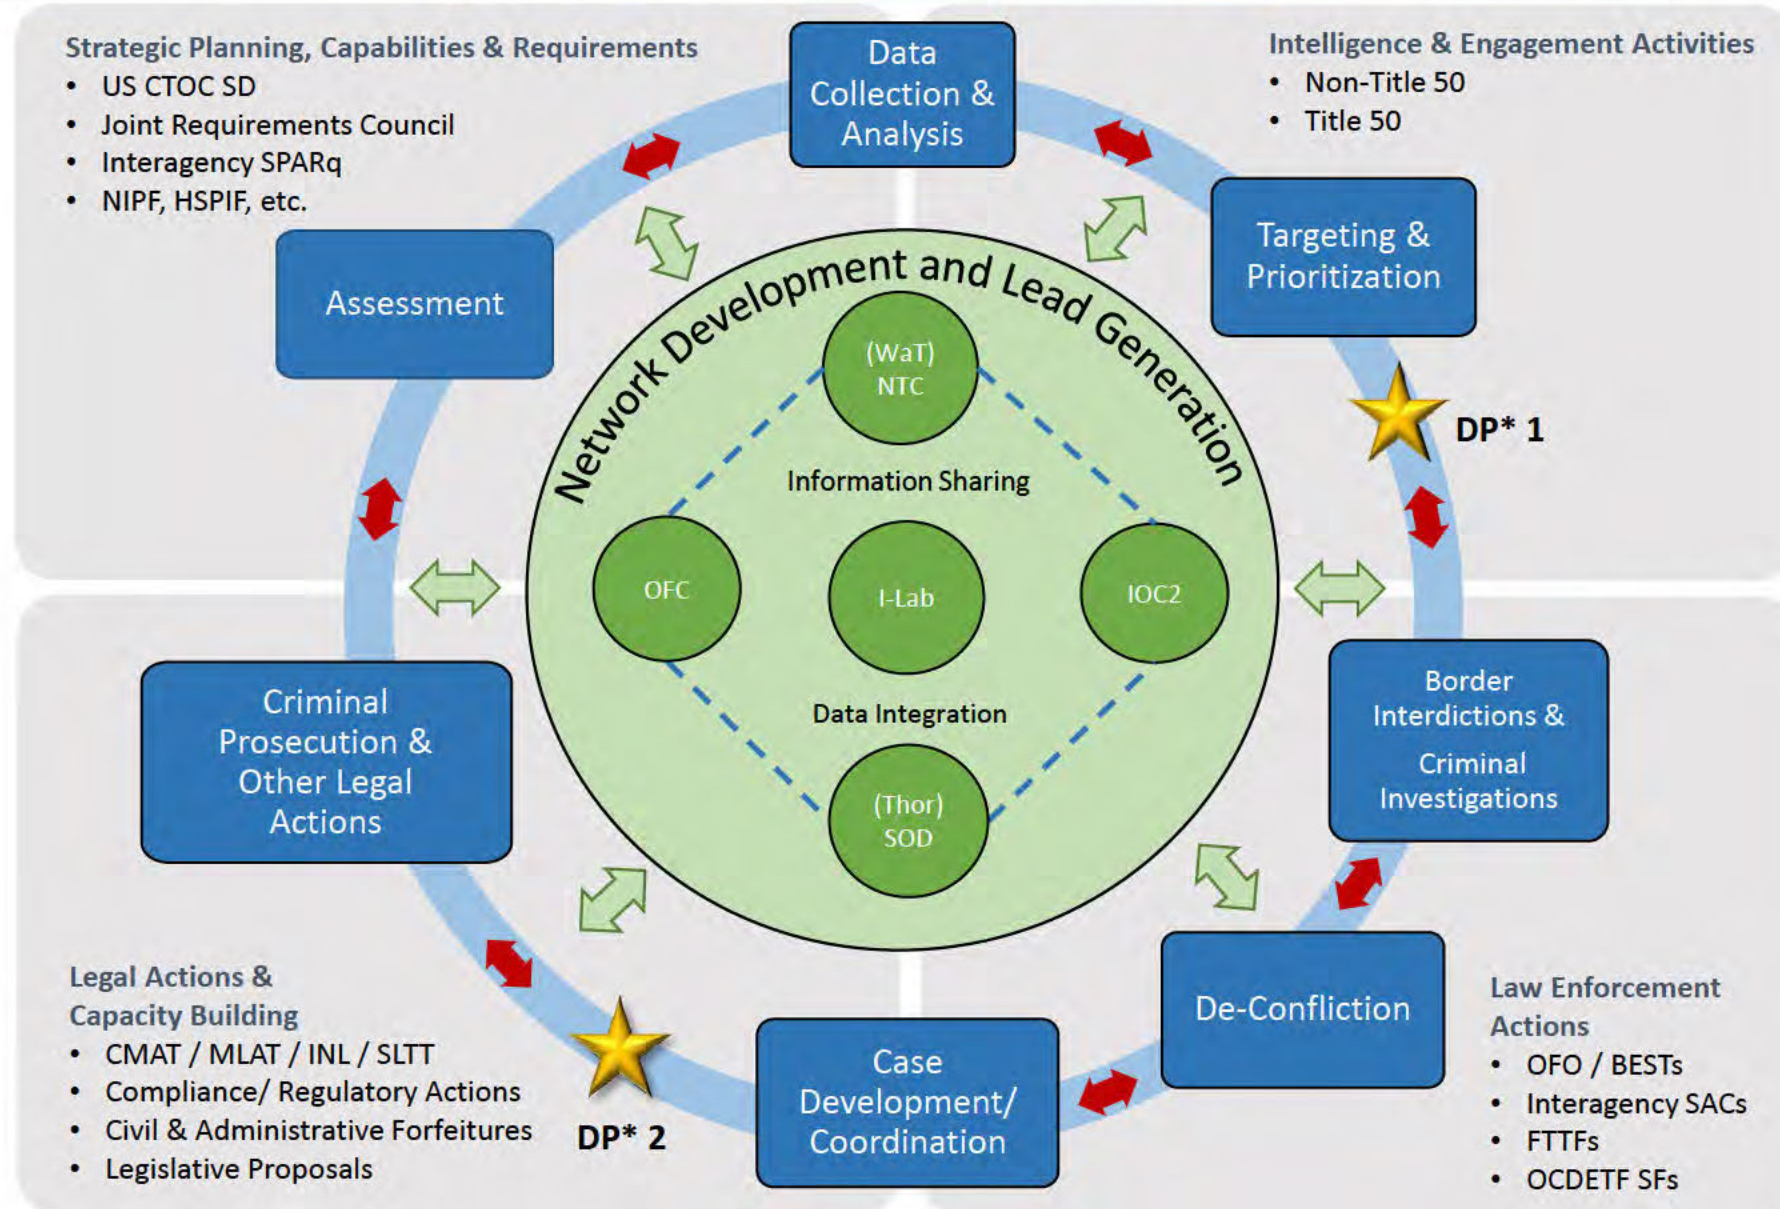 Strategic Planning, Capabilities & Requirements
• US CTOC SD
• Joint Requirements Council
• Interagency SPARq
• NIPF, HSPIF, etc.
Data
Collection &
Analysis
Intelligence & Engagement Activities
• Non-Title 50
• Title 50
Assessment
Targeting &
Prioritization
DP* 1
Network Development and Lead Generation
(WaT)
NTC
Information Sharing
OFC
I-Lab
IOC2
Data Integration
(Thor)
SOD
Criminal
Prosecution &
Other Legal
Actions
Border
Interdictions &
Criminal
Investigations
De-Confliction
Case
Development/
Coordination
DP* 2
Legal Actions &
Capacity Building
• CMAT / MLAT / INL / SLTT
• Compliance/ Regulatory Actions
• Civil & Administrative Forfeitures
• Legislative Proposals
Law Enforcement
Actions
• OFO / BESTs
• Interagency SACs
• FTTFs
• OCDETF SFs